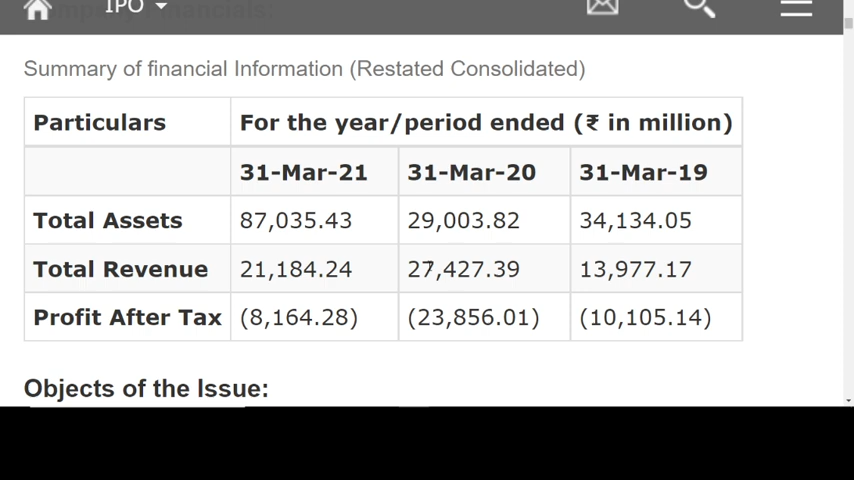 IPO
Company Financials:
Summary of financial Information (Restated Consolidated)
Particulars For the year/period ended (₹ in million)
31-Mar-21 31-Mar-20 31-Mar-19
Total Assets 87,035.43 29,003.82 34,134.05
Total Revenue 21,184.24 27,427.39 13,977.17
Profit After Tax (8,164.28) (23,856.01) (10,105.14)
Objects of the Issue: